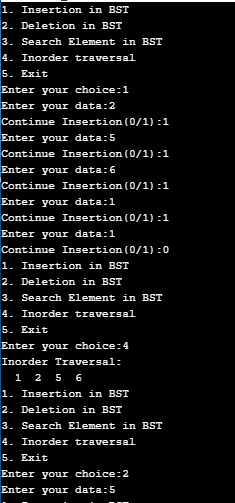 1. Insertion in BST
2. Deletion in BST
3. Search Element in BST
4. Inorder traversal
5. Exit
Enter your choice:1
Enter your data:2
Continue Insertion(0/1):1
Enter your data:5
Continue Insertion(0/1):1
Enter your data:6
Continue Insertion(0/1):1
Enter your data:1
Continue Insertion(0/1):1
Enter your data:1
Continue Insertion(0/1):0
1. Insertion in BST
2. Deletion in BST
3. Search Element in BST
4. Inorder traversal
5. Exit
Enter your choice:4
Inorder Traversal:
1 2 5 6
1. Insertion in BST
2. Deletion in BST
3. Search Element in BST
4. Inorder traversal
5. Exit
Enter your choice:2
Enter your data:5